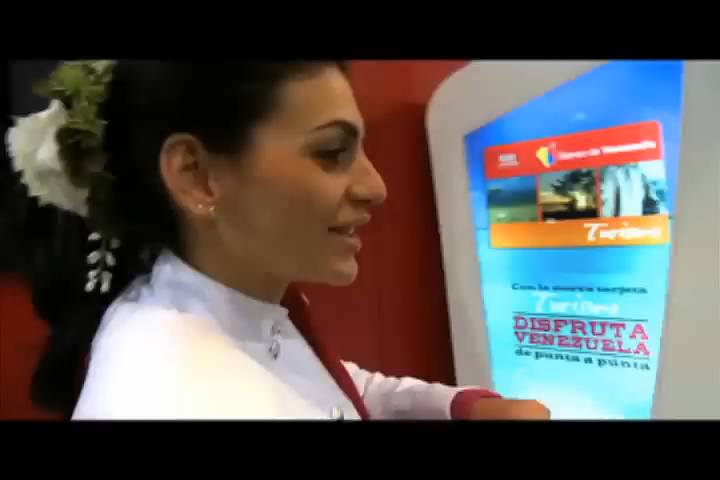 Banco de Venezuela
Turismo
Con la nueva tarjeta
Turismo
DISFRUTA
VENEZUELA
de punta a punta